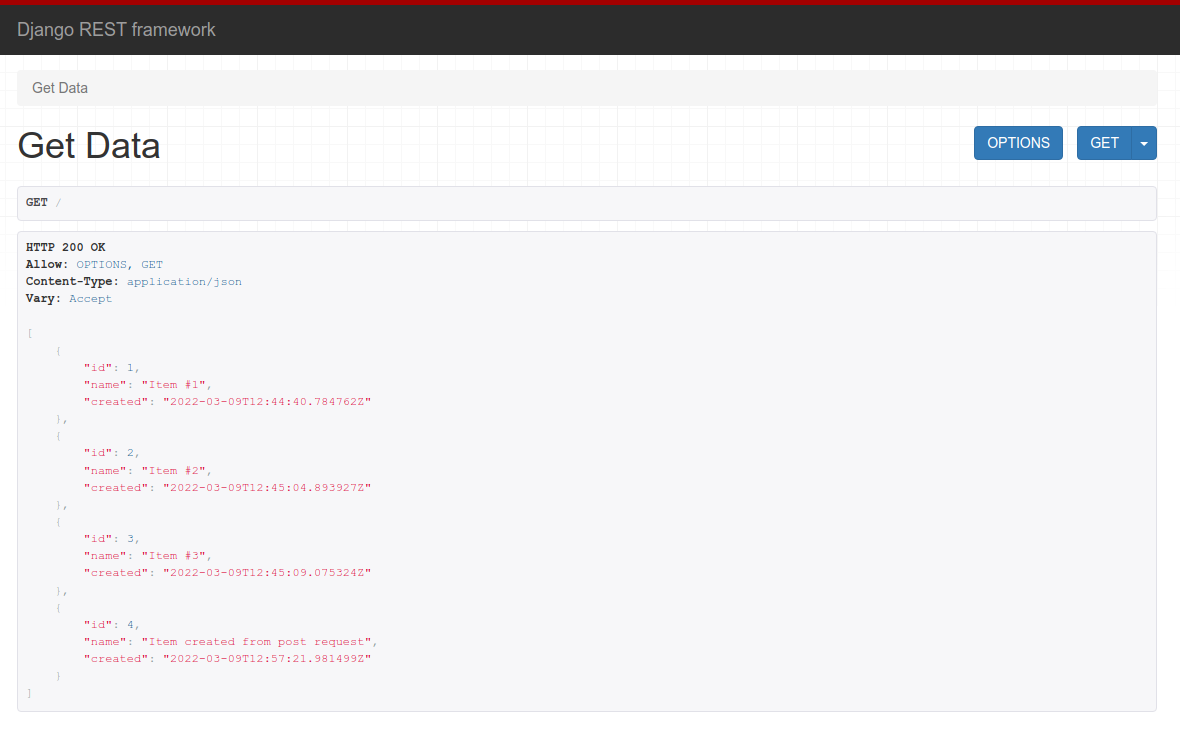 Django REST framework
Get Data
Get Data
OPTIONS GET
GET /
HTTP 200 OK
Allow: OPTIONS, GET
Content-Type: application/json
Vary: Accept
[
    {
        "id": 1,
        "name": "Item #1",
        "created": "2022-03-09T12:44:40.784762Z"
    },
    {
        "id": 2,
        "name": "Item #2",
        "created": "2022-03-09T12:45:04.893927Z"
    },
    {
        "id": 3,
        "name": "Item #3",
        "created": "2022-03-09T12:45:09.075324Z"
    },
    {
        "id": 4,
        "name": "Item created from post request",
        "created": "2022-03-09T12:57:21.981499Z"
    }
]